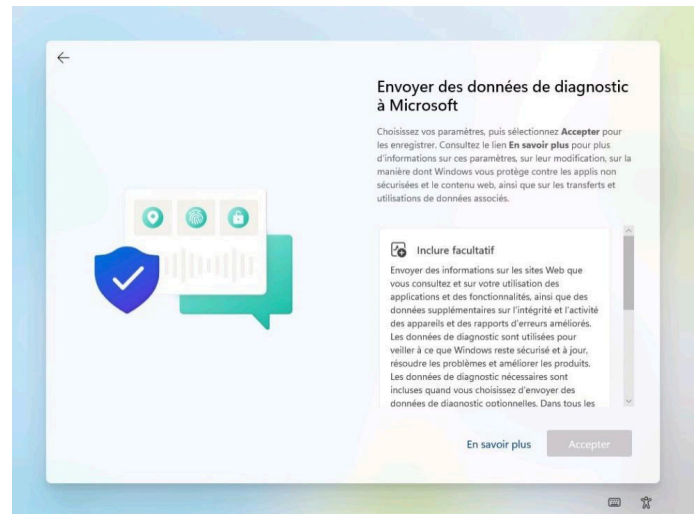 Envoyer des données de diagnostic
à Microsoft
Choisissez vos paramètres, puis sélectionnez Accepter pour
les enregistrer. Consultez le lien En savoir plus pour plus
d'informations sur ces paramètres, sur leur modification, sur la
manière dont Windows vous protège contre les applis non
sécurisées et le contenu web, ainsi que sur les transferts et
utilisations de données associés.
Inclure facultatif
Envoyer des informations sur les sites Web que
vous consultez et sur votre utilisation des
applications et des fonctionnalités, ainsi que des
données supplémentaires sur l'intégrité et l'activité
des appareils et des rapports d'erreurs améliorés.
Les données de diagnostic sont utilisées pour
veiller à ce que Windows reste sécurisé et à jour,
résoudre les problèmes et améliorer les produits.
Les données de diagnostic nécessaires sont
incluses quand vous choisissez d'envoyer des
données de diagnostic optionnelles. Dans tous les
En savoir plus
Accepter